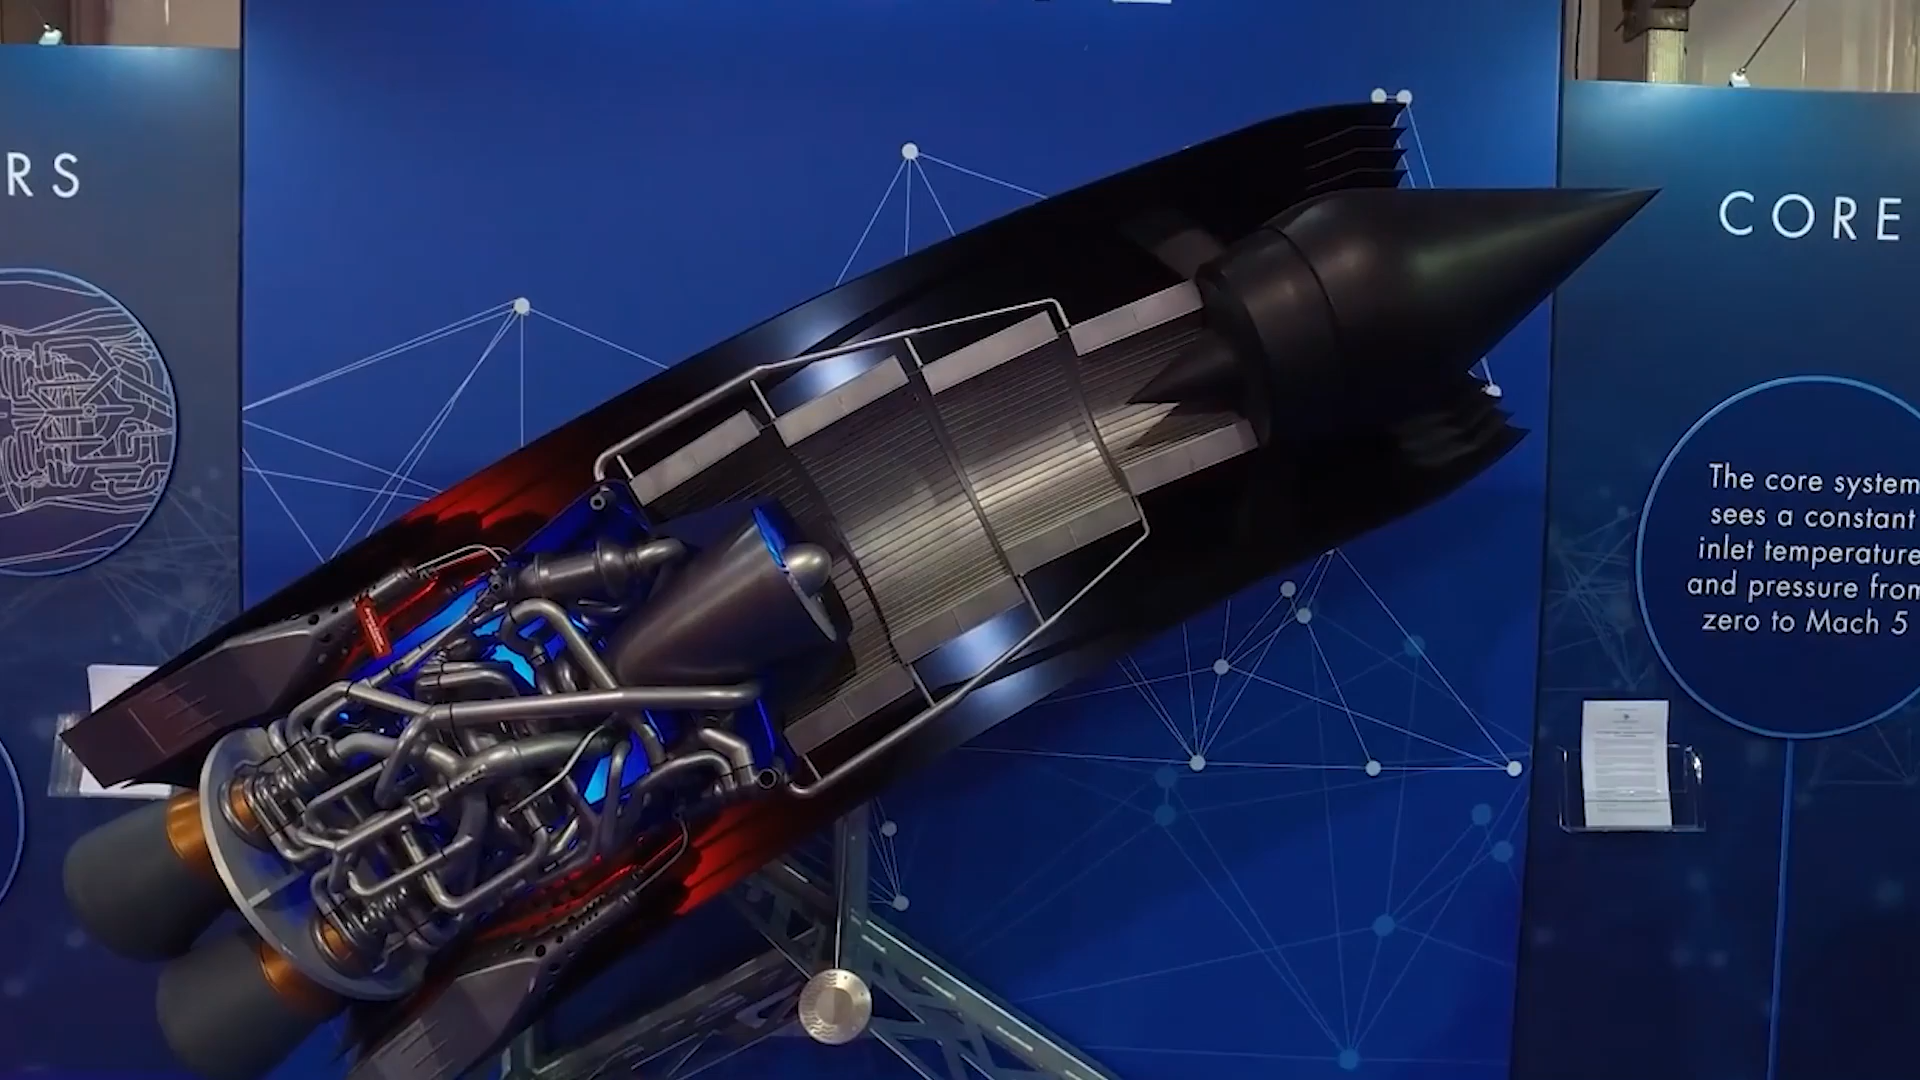 RS
CORE
The core system
sees a constant
inlet temperature
and pressure from
zero to Mach 5